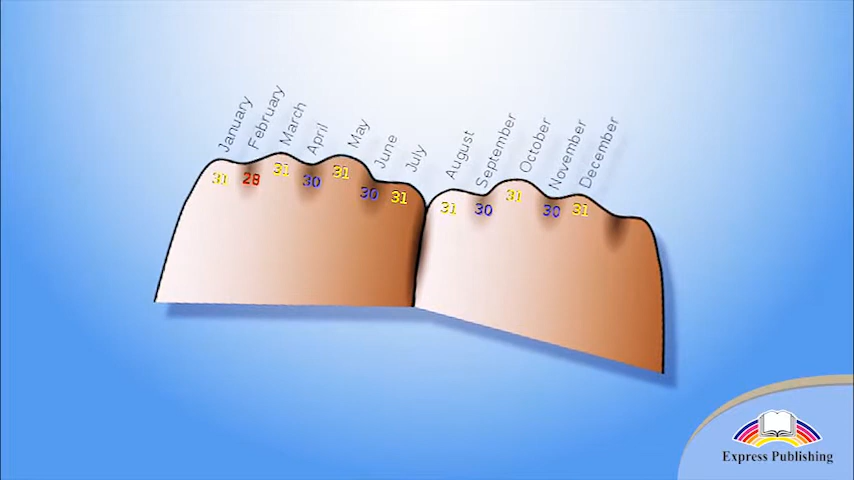 January
February
March
April
May
June
July
August
September
October
November
December
31
28
31
30
31
30
31
31
30
31
30
31
Express Publishing